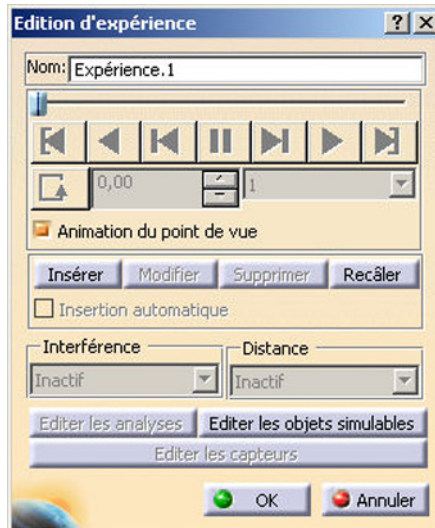 Edition d'expérience
Nom: Expérience.1
0,00 1
Animation du point de vue
Insérer Modifier Supprimer Recâler
Insertion automatique
Interférence Distance
Inactif Inactif
Editer les analyses Editer les objets simulables
Editer les capteurs
OK Annuler